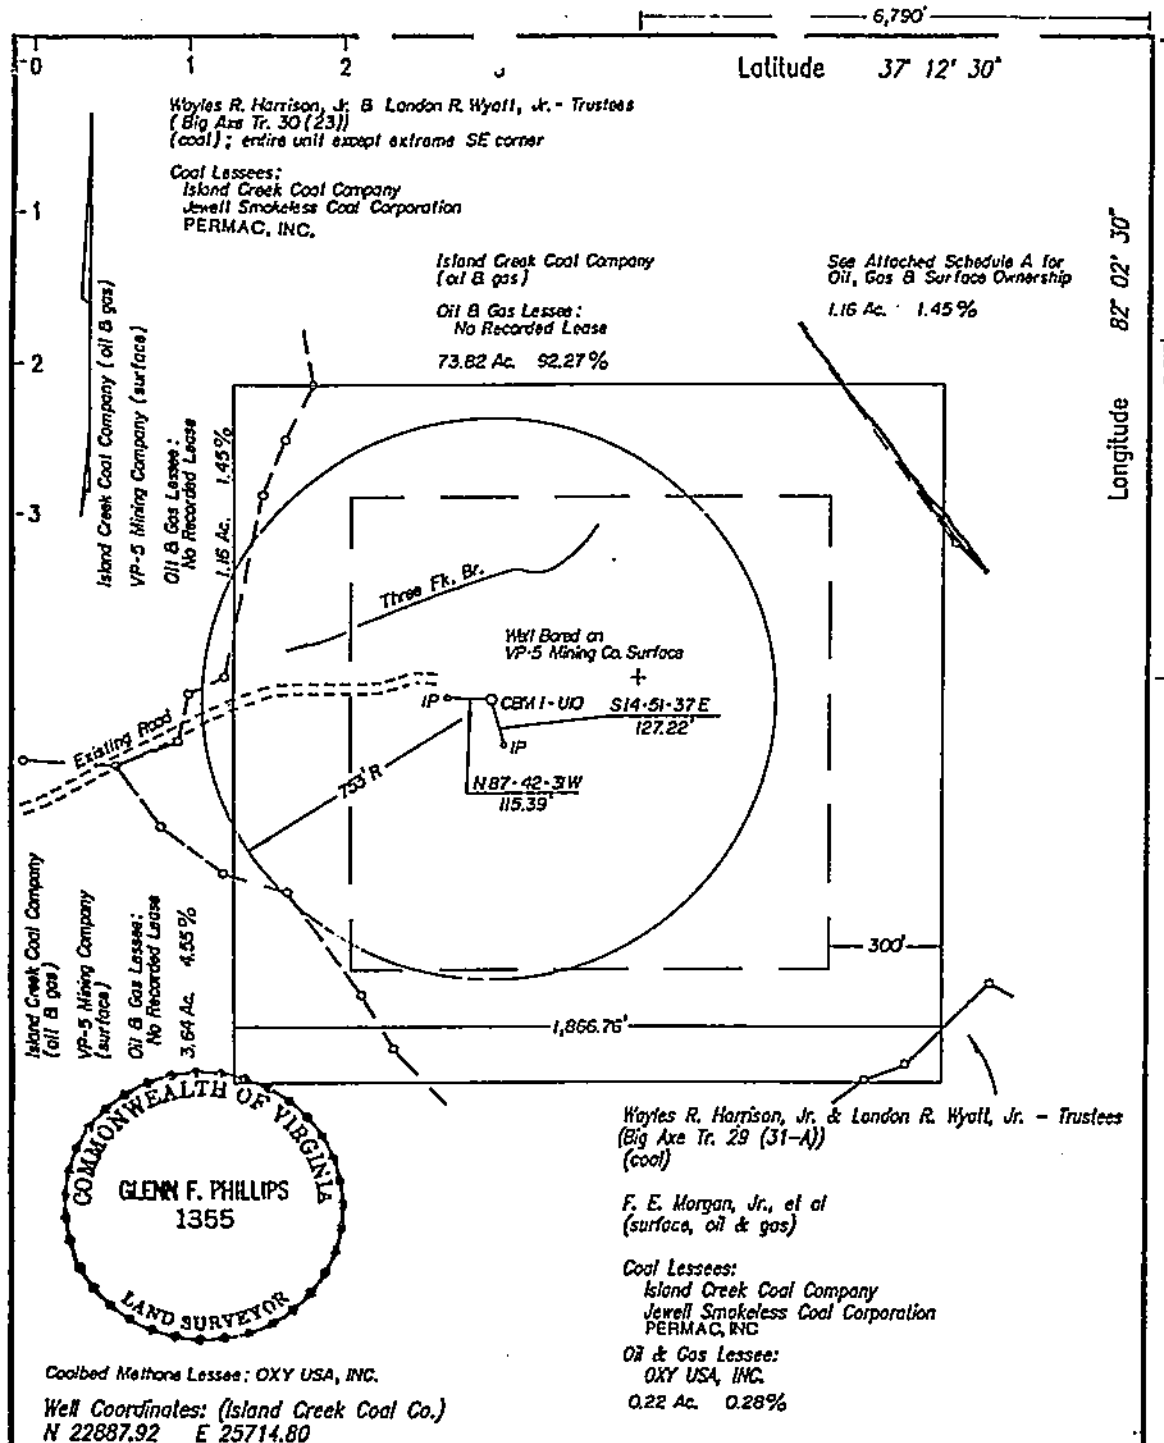 6,790'
0 1 2
Latitude 37° 12' 30"
Wayles R. Harrison, Jr. & Landon R. Wyatt, Jr. - Trustees
(Big Axe Tr. 30 (23))
(coal); entire unit except extreme SE corner
Coal Lessees:
Island Creek Coal Company
Jewell Smokeless Coal Corporation
PERMAC, INC.
1
2
3
Island Creek Coal Company
(oil & gas)
Oil & Gas Lessee:
No Recorded Lease
73.82 Ac. 92.27%
See Attached Schedule A for
Oil, Gas & Surface Ownership
1.16 Ac. 1.45%
Longitude 82° 02' 30"
Island Creek Coal Company (oil & gas)
VP-5 Mining Company (surface)
Oil & Gas Lessee:
No Recorded Lease
1.16 Ac. 1.45%
Three Fk. Br.
Well Bored on
VP-5 Mining Co. Surface
IP
CBM I-U10
S14-51-37E
127.22'
IP
N87-42-31W
115.39'
Existing Road
753'R
300'
1,866.76'
Island Creek Coal Company
(oil & gas)
VP-5 Mining Company
(surface)
Oil & Gas Lessee:
No Recorded Lease
3.64 Ac. 4.55%
COMMONWEALTH OF VIRGINIA
GLENN F. PHILLIPS
1355
LAND SURVEYOR
Wayles R. Harrison, Jr. & Landon R. Wyatt, Jr. - Trustees
(Big Axe Tr. 29 (31-A))
(coal)
F. E. Morgan, Jr., et al
(surface, oil & gas)
Coal Lessees:
Island Creek Coal Company
Jewell Smokeless Coal Corporation
PERMAC, INC
Oil & Gas Lessee:
OXY USA, INC.
0.22 Ac. 0.28%
Coalbed Methane Lessee: OXY USA, INC.
Well Coordinates: (Island Creek Coal Co.)
N 22887.92 E 25714.80